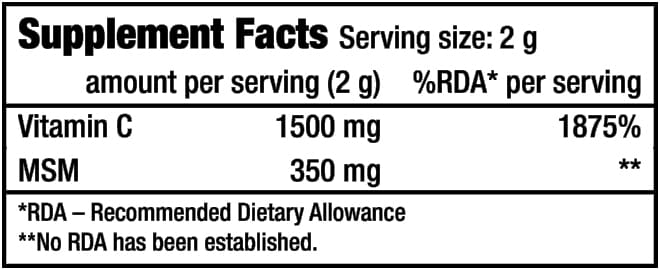 Supplement Facts Serving size: 2 g
amount per serving (2 g) %RDA* per serving
Vitamin C 1500 mg 1875%
MSM 350 mg **
*RDA – Recommended Dietary Allowance
**No RDA has been established.